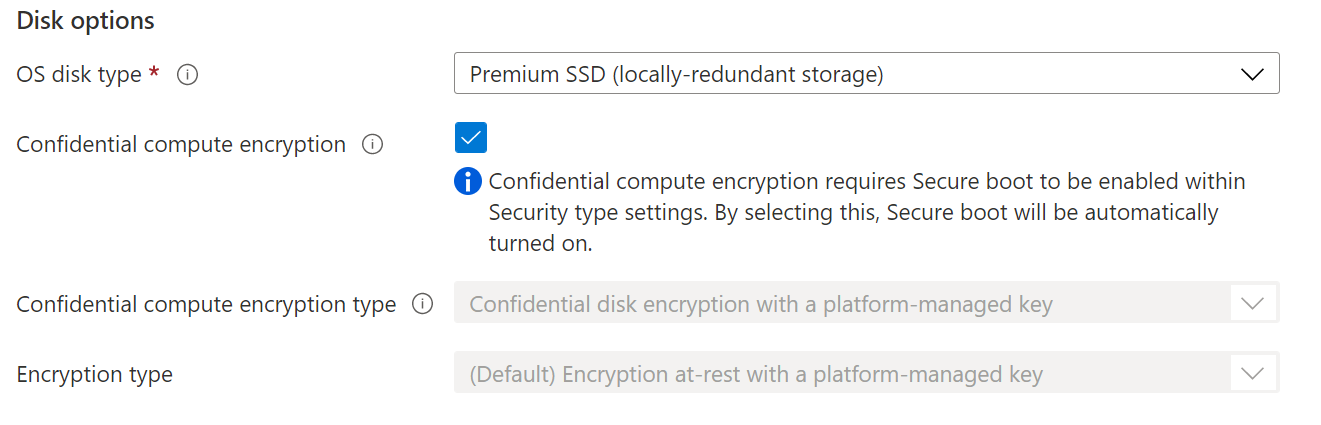 Disk options
OS disk type * Premium SSD (locally-redundant storage)
Confidential compute encryption
Confidential compute encryption requires Secure boot to be enabled within
Security type settings. By selecting this, Secure boot will be automatically
turned on.
Confidential compute encryption type Confidential disk encryption with a platform-managed key
Encryption type (Default) Encryption at-rest with a platform-managed key